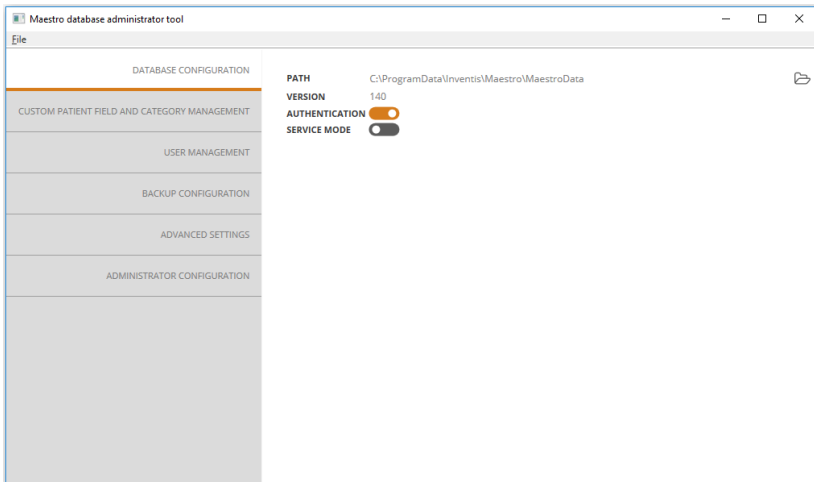 Maestro database administrator tool
File
DATABASE CONFIGURATION
CUSTOM PATIENT FIELD AND CATEGORY MANAGEMENT
USER MANAGEMENT
BACKUP CONFIGURATION
ADVANCED SETTINGS
ADMINISTRATOR CONFIGURATION
PATH C:\ProgramData\Inventis\Maestro\MaestroData
VERSION 140
AUTHENTICATION
SERVICE MODE